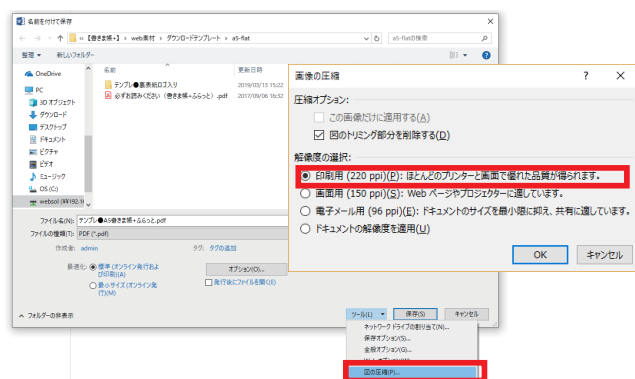 名前を付けて保存
« 【書きま帳+】 › web素材 › ダウンロードテンプレート › a5-flat
a5-flatの検索
整理 新しいフォルダー
OneDrive
PC
3D オブジェクト
ダウンロード
デスクトップ
ドキュメント
ピクチャ
ビデオ
ミュージック
OS (C:)
websol (¥¥192.1
名前 更新日時
テンプレ●裏表紙ロゴ入り 2019/03/13 15:22
必ずお読みください(書きま帳+ふらっと).pdf 2017/09/06 16:32
ファイル名(N): テンプレ●A5書きま帳+ふらっと.pdf
ファイルの種類(T): PDF (*.pdf)
作成者: admin タグ: タグの追加
最適化: 標準 (オンライン発行および印刷)(A)
最小サイズ (オンライン発行)(M)
オプション(O)...
発行後にファイルを開く(E)
フォルダーの非表示
ツール(L) 保存(S) キャンセル
ネットワーク ドライブの割り当て(N)...
保存オプション(S)...
全般オプション(G)...
図の圧縮(P)...
画像の圧縮 ? ×
圧縮オプション:
この画像だけに適用する(A)
図のトリミング部分を削除する(D)
解像度の選択:
印刷用 (220 ppi)(P): ほとんどのプリンターと画面で優れた品質が得られます。
画面用 (150 ppi)(S): Web ページやプロジェクターに適しています。
電子メール用 (96 ppi)(E): ドキュメントのサイズを最小限に抑え、共有に適しています。
ドキュメントの解像度を適用(U)
OK キャンセル